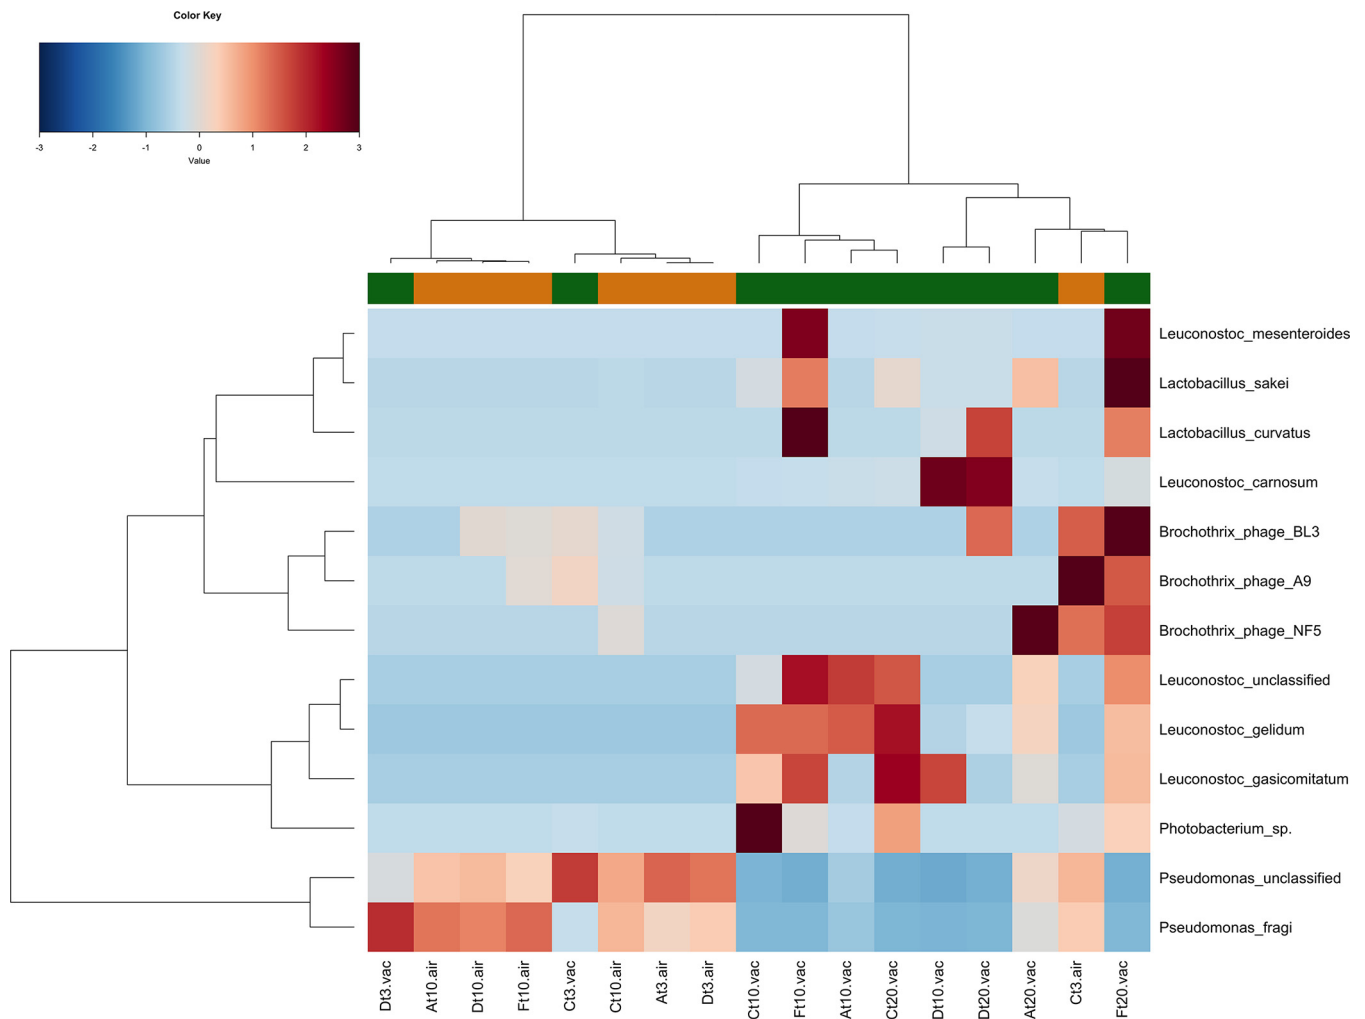 Color Key
-3 -2 -1 0 1 2 3
Value
Leuconostoc_mesenteroides
Lactobacillus_sakei
Lactobacillus_curvatus
Leuconostoc_carnosum
Brochothrix_phage_BL3
Brochothrix_phage_A9
Brochothrix_phage_NF5
Leuconostoc_unclassified
Leuconostoc_gelidum
Leuconostoc_gasicomitatum
Photobacterium_sp.
Pseudomonas_unclassified
Pseudomonas_fragi
Dt3.vac
At10.air
Dt10.air
Ft10.air
Ct3.vac
Ct10.air
At3.air
Dt3.air
Ct10.vac
Ft10.vac
At10.vac
Ct20.vac
Dt10.vac
Dt20.vac
At20.vac
Ct3.air
Ft20.vac